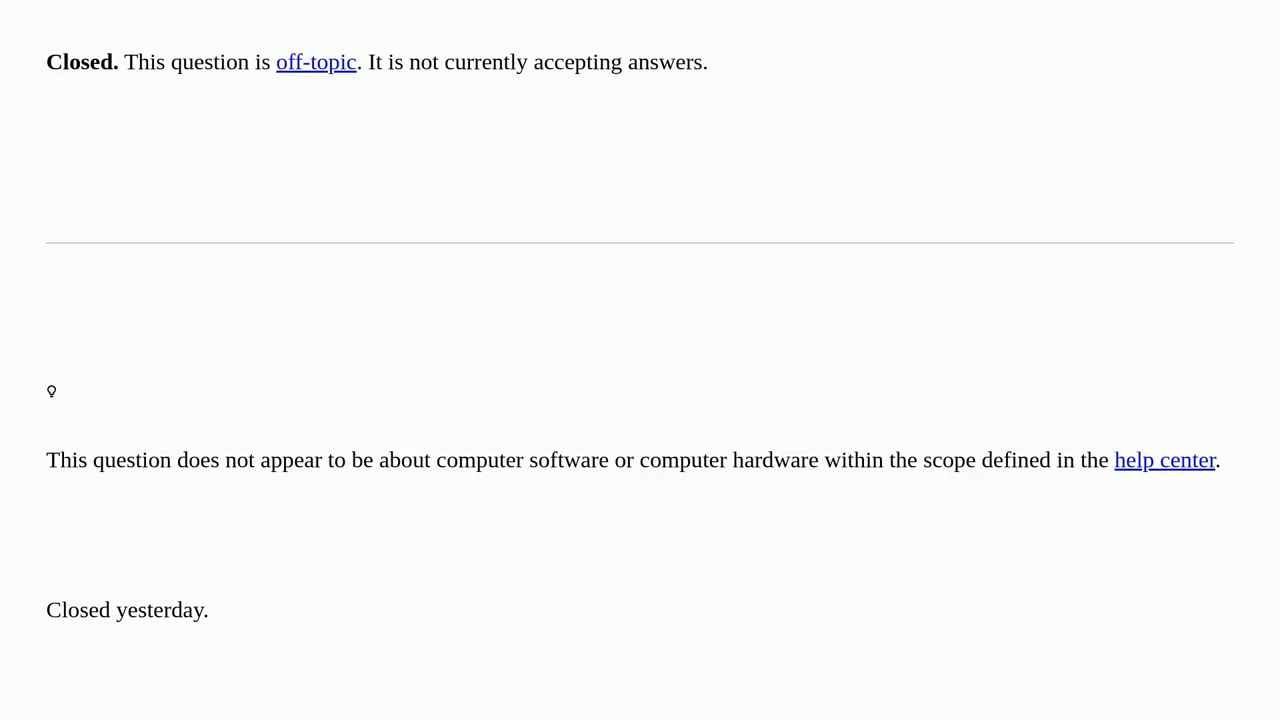 Closed. This question is off-topic. It is not currently accepting answers.
This question does not appear to be about computer software or computer hardware within the scope defined in the help center.
Closed yesterday.